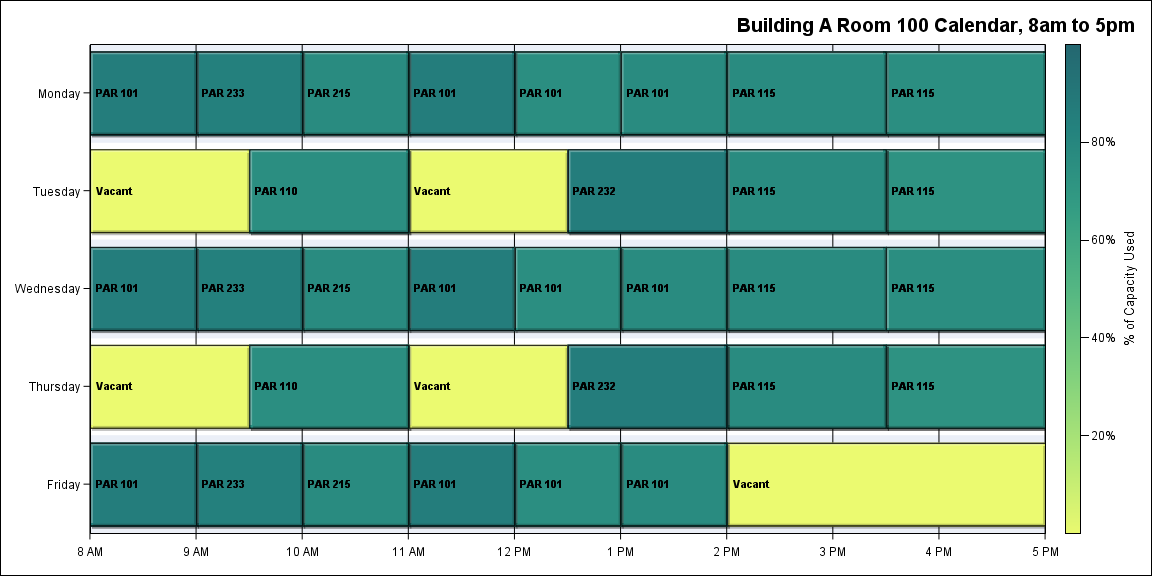 Building A Room 100 Calendar, 8am to 5pm
Monday
PAR 101
PAR 233
PAR 215
PAR 101
PAR 101
PAR 101
PAR 115
PAR 115
Tuesday
Vacant
PAR 110
Vacant
PAR 232
PAR 115
PAR 115
Wednesday
PAR 101
PAR 233
PAR 215
PAR 101
PAR 101
PAR 101
PAR 115
PAR 115
Thursday
Vacant
PAR 110
Vacant
PAR 232
PAR 115
PAR 115
Friday
PAR 101
PAR 233
PAR 215
PAR 101
PAR 101
PAR 101
Vacant
8 AM
9 AM
10 AM
11 AM
12 PM
1 PM
2 PM
3 PM
4 PM
5 PM
80%
60%
40%
20%
% of Capacity Used